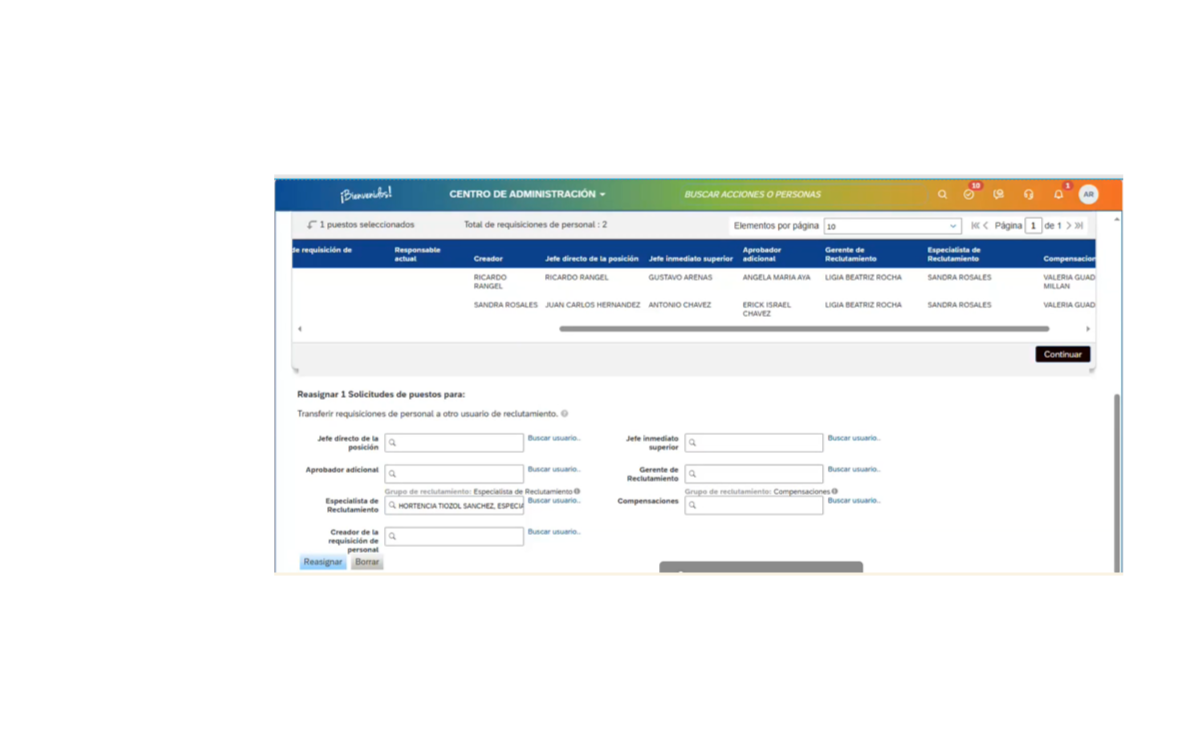 ¡Bienvenidos! CENTRO DE ADMINISTRACIÓN BUSCAR ACCIONES O PERSONAS 10 1 AR
1 puestos seleccionados Total de requisiciones de personal : 2 Elementos por página 10 Página 1 de 1
de requisición de Responsable actual Creador Jefe directo de la posición Jefe inmediato superior Aprobador adicional Gerente de Reclutamiento Especialista de Reclutamiento Compensacion
RICARDO RANGEL RICARDO RANGEL GUSTAVO ARENAS ANGELA MARIA AYA LIGIA BEATRIZ ROCHA SANDRA ROSALES VALERIA GUAD MILLAN
SANDRA ROSALES JUAN CARLOS HERNANDEZ ANTONIO CHAVEZ ERICK ISRAEL CHAVEZ LIGIA BEATRIZ ROCHA SANDRA ROSALES VALERIA GUAD
Continuar
Reasignar 1 Solicitudes de puestos para:
Transferir requisiciones de personal a otro usuario de reclutamiento.
Jefe directo de la posición Buscar usuario.. Jefe inmediato superior Buscar usuario..
Aprobador adicional Buscar usuario.. Gerente de Reclutamiento Buscar usuario..
Grupo de reclutamiento: Especialista de Reclutamiento Grupo de reclutamiento: Compensaciones
Especialista de Reclutamiento HORTENCIA TIOZOL SANCHEZ, ESPECIA Buscar usuario.. Compensaciones Buscar usuario..
Creador de la requisición de personal Buscar usuario..
Reasignar Borrar